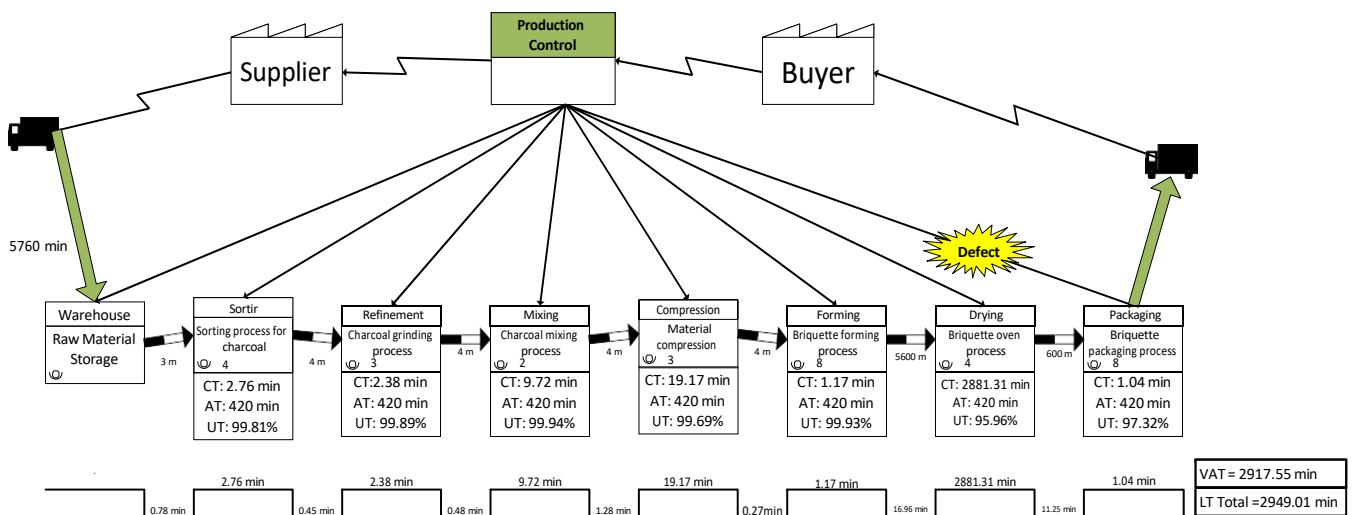 Production
Control
Supplier
Buyer
5760 min
Defect
Warehouse
Raw Material
Storage
3 m
Sortir
Sorting process for
charcoal
4
CT: 2.76 min
AT: 420 min
UT: 99.81%
4 m
Refinement
Charcoal grinding
process
3
CT:2.38 min
AT: 420 min
UT: 99.89%
4 m
Mixing
Charcoal mixing
process
2
CT: 9.72 min
AT: 420 min
UT: 99.94%
4 m
Compression
Material
compression
3
CT: 19.17 min
AT: 420 min
UT: 99.69%
4 m
Forming
Briquette forming
process
8
CT: 1.17 min
AT: 420 min
UT: 99.93%
5600 m
Drying
Briquette oven
process
4
CT: 2881.31 min
AT: 420 min
UT: 95.96%
600 m
Packaging
Briquette
packaging process
8
CT: 1.04 min
AT: 420 min
UT: 97.32%
2.76 min
2.38 min
9.72 min
19.17 min
1.17 min
2881.31 min
1.04 min
0.78 min
0.45 min
0.48 min
1.28 min
0.27min
16.96 min
11.25 min
VAT = 2917.55 min
LT Total =2949.01 min